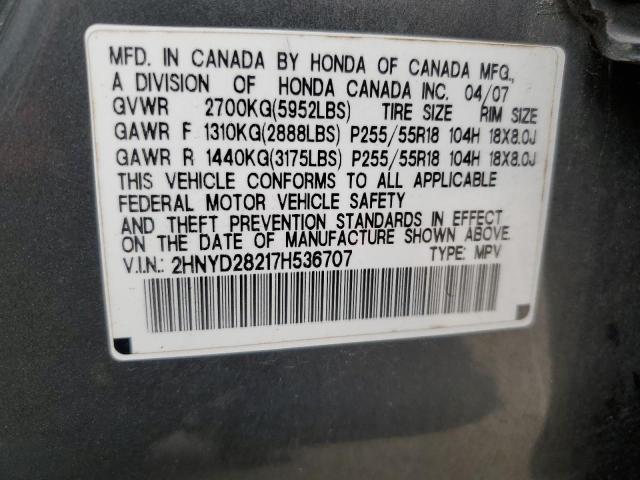 MFD. IN CANADA BY HONDA OF CANADA MFG.,
A DIVISION OF HONDA CANADA INC. 04/07
GVWR 2700KG(5952LBS) TIRE SIZE RIM SIZE
GAWR F 1310KG(2888LBS) P255/55R18 104H 18X8.0J
GAWR R 1440KG(3175LBS) P255/55R18 104H 18X8.0J
THIS VEHICLE CONFORMS TO ALL APPLICABLE
FEDERAL MOTOR VEHICLE SAFETY
AND THEFT PREVENTION STANDARDS IN EFFECT
ON THE DATE OF MANUFACTURE SHOWN ABOVE.
V.I.N.: 2HNYD28217H536707 TYPE: MPV